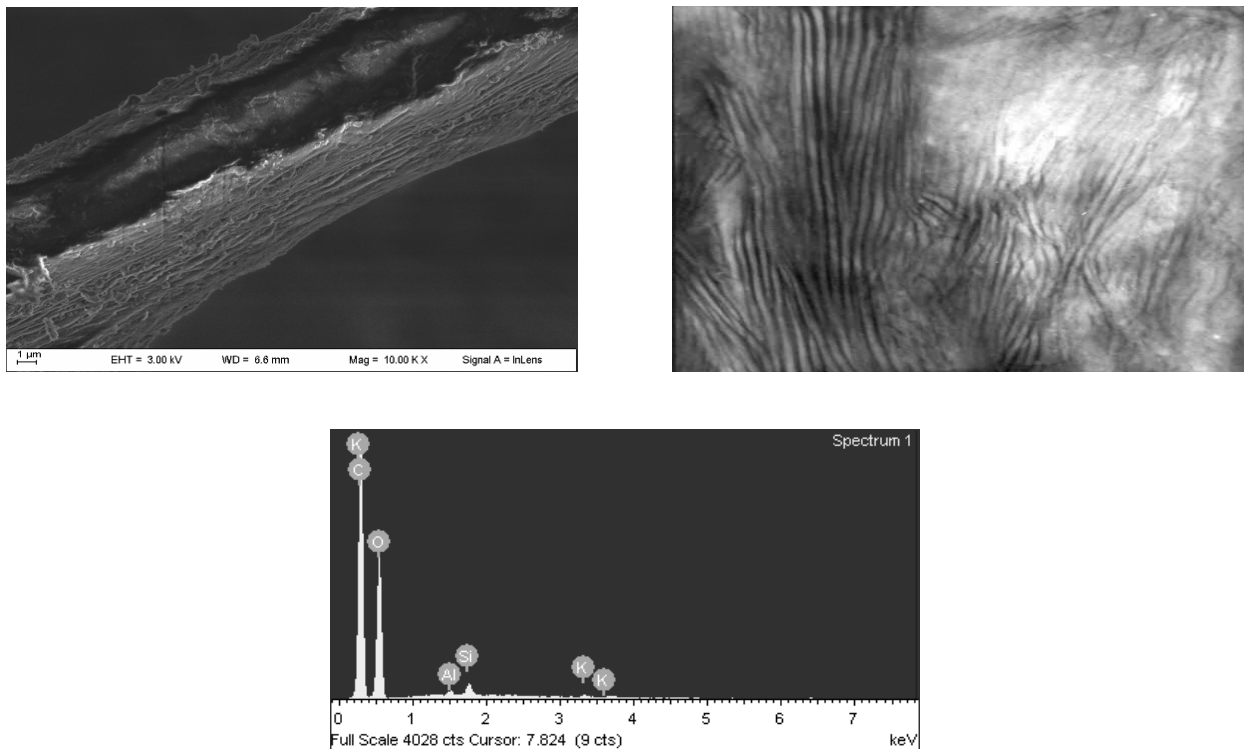 1 µm
EHT = 3.00 kV WD = 6.6 mm Mag = 10.00 K X Signal A = InLens
Spectrum 1
K
C
O
Al
Si
K
K
0 1 2 3 4 5 6 7
Full Scale 4028 cts Cursor: 7.824 (9 cts) keV